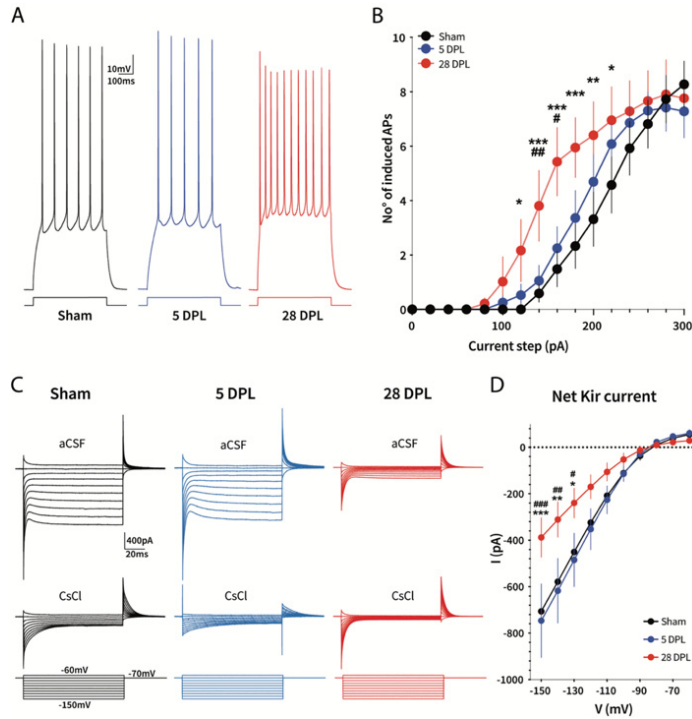 A
10mV
100ms
Sham
5 DPL
28 DPL
B
Sham
5 DPL
28 DPL
No° of induced APs
8
6
4
2
0
*
***
##
***
#
***
**
*
0
100
200
300
Current step (pA)
C
Sham
5 DPL
28 DPL
aCSF
aCSF
aCSF
400pA
20ms
CsCl
CsCl
CsCl
-60mV
-70mV
-150mV
D
Net Kir current
0
-200
-400
-600
-800
-1000
I (pA)
###
***
##
**
#
*
Sham
5 DPL
28 DPL
-150
-130
-110
-90
-70
V (mV)